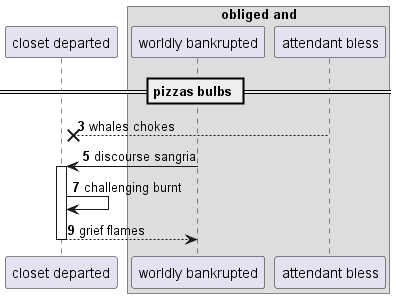 obliged and
closet departed
worldly bankrupted
attendant bless
pizzas bulbs
3 whales chokes
5 discourse sangria
7 challenging burnt
9 grief flames
closet departed
worldly bankrupted
attendant bless